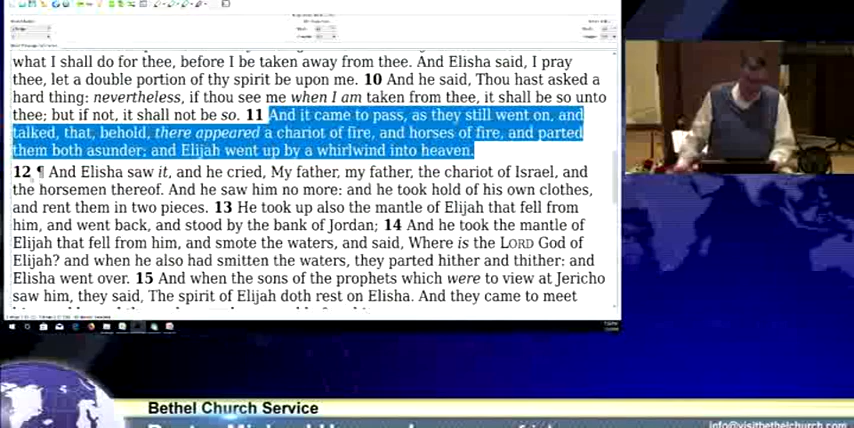 what I shall do for thee, before I be taken away from thee. And Elisha said, I pray
thee, let a double portion of thy spirit be upon me. 10 And he said, Thou hast asked a
hard thing: nevertheless, if thou see me when I am taken from thee, it shall be so unto
thee; but if not, it shall not be so. 11 And it came to pass, as they still went on, and
talked, that, behold, there appeared a chariot of fire, and horses of fire, and parted
them both asunder; and Elijah went up by a whirlwind into heaven.
12 ¶ And Elisha saw it, and he cried, My father, my father, the chariot of Israel, and
the horsemen thereof. And he saw him no more: and he took hold of his own clothes,
and rent them in two pieces. 13 He took up also the mantle of Elijah that fell from
him, and went back, and stood by the bank of Jordan; 14 And he took the mantle of
Elijah that fell from him, and smote the waters, and said, Where is the LORD God of
Elijah? and when he also had smitten the waters, they parted hither and thither: and
Elisha went over. 15 And when the sons of the prophets which were to view at Jericho
saw him, they said, The spirit of Elijah doth rest on Elisha. And they came to meet
Bethel Church Service
info@visitbethelchurch.com